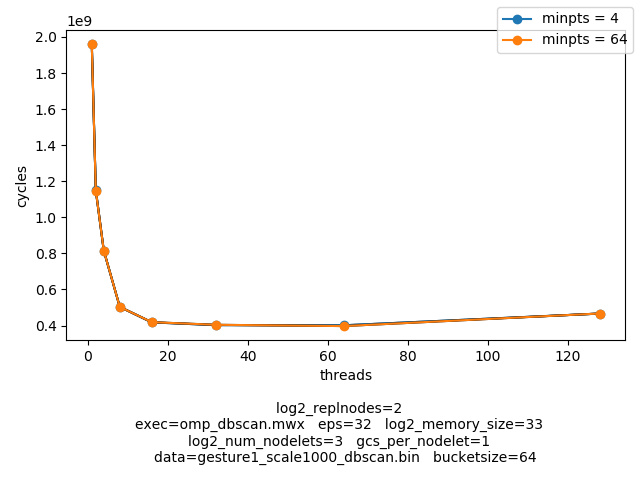 1e9
minpts = 4
minpts = 64
2.0
1.8
1.6
1.4
1.2
1.0
0.8
0.6
0.4
cycles
0 20 40 60 80 100 120
threads
log2_replnodes=2
exec=omp_dbscan.mwx eps=32 log2_memory_size=33
log2_num_nodelets=3 gcs_per_nodelet=1
data=gesture1_scale1000_dbscan.bin bucketsize=64